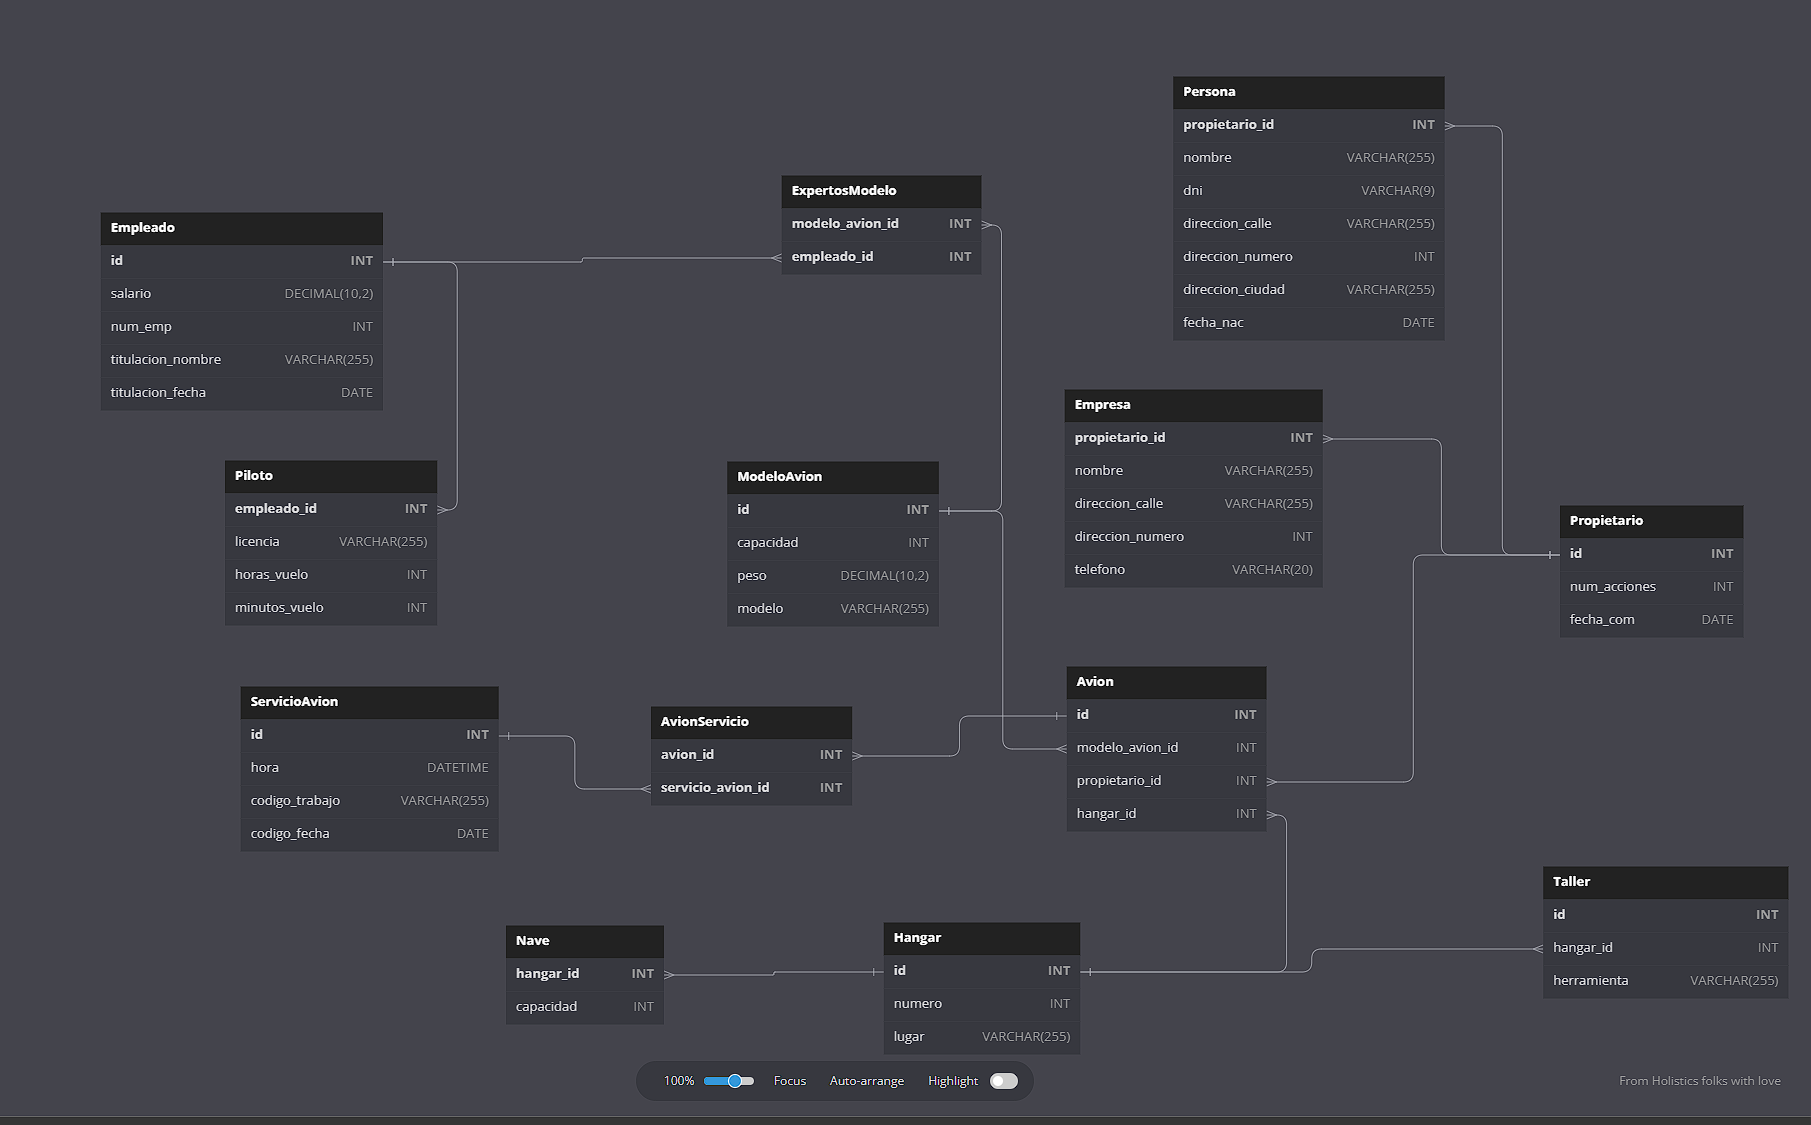 Persona
propietario_id INT
nombre VARCHAR(255)
dni VARCHAR(9)
direccion_calle VARCHAR(255)
direccion_numero INT
direccion_ciudad VARCHAR(255)
fecha_nac DATE
ExpertosModelo
modelo_avion_id INT
empleado_id INT
Empleado
id INT
salario DECIMAL(10,2)
num_emp INT
titulacion_nombre VARCHAR(255)
titulacion_fecha DATE
Empresa
propietario_id INT
nombre VARCHAR(255)
direccion_calle VARCHAR(255)
direccion_numero INT
telefono VARCHAR(20)
Piloto
empleado_id INT
licencia VARCHAR(255)
horas_vuelo INT
minutos_vuelo INT
ModeloAvion
id INT
capacidad INT
peso DECIMAL(10,2)
modelo VARCHAR(255)
Propietario
id INT
num_acciones INT
fecha_com DATE
Avion
id INT
modelo_avion_id INT
propietario_id INT
hangar_id INT
ServicioAvion
id INT
hora DATETIME
codigo_trabajo VARCHAR(255)
codigo_fecha DATE
AvionServicio
avion_id INT
servicio_avion_id INT
Taller
id INT
hangar_id INT
herramienta VARCHAR(255)
Nave
hangar_id INT
capacidad INT
Hangar
id INT
numero INT
lugar VARCHAR(255)
100% Focus Auto-arrange Highlight
From Holistics folks with love